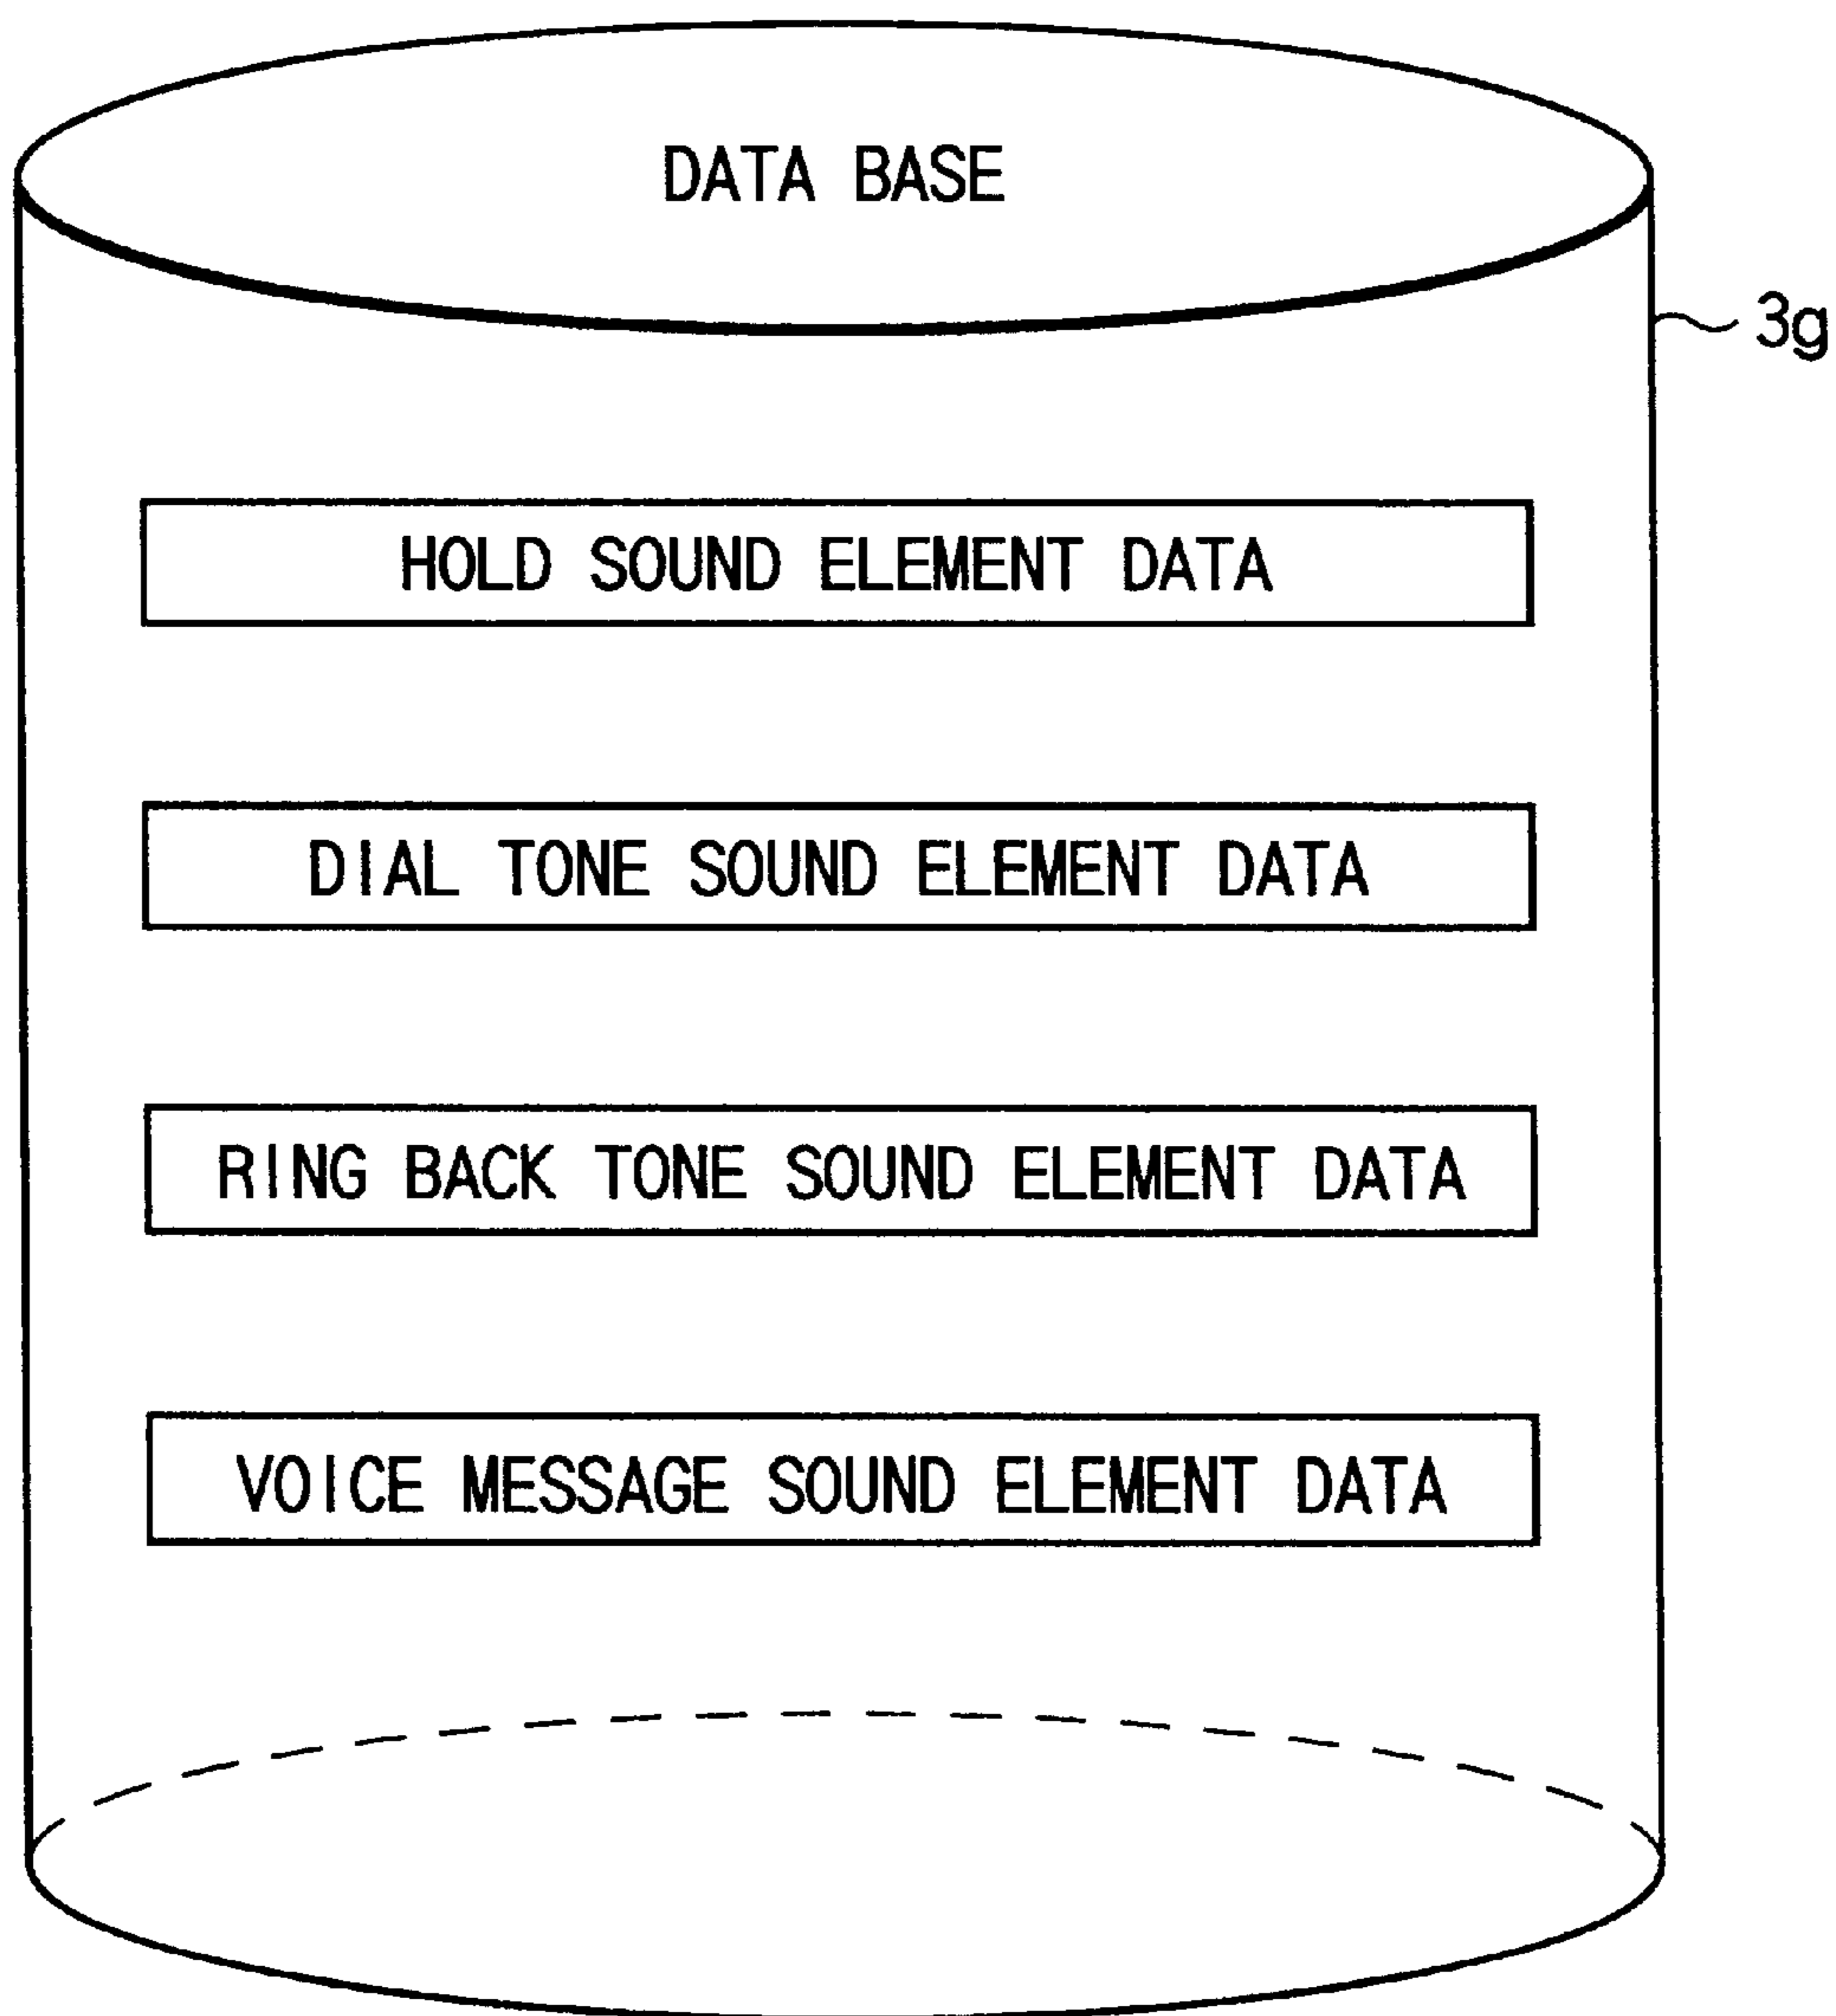 DATA BASE
3g
HOLD SOUND ELEMENT DATA
DIAL TONE SOUND ELEMENT DATA
RING BACK TONE SOUND ELEMENT DATA
VOICE MESSAGE SOUND ELEMENT DATA